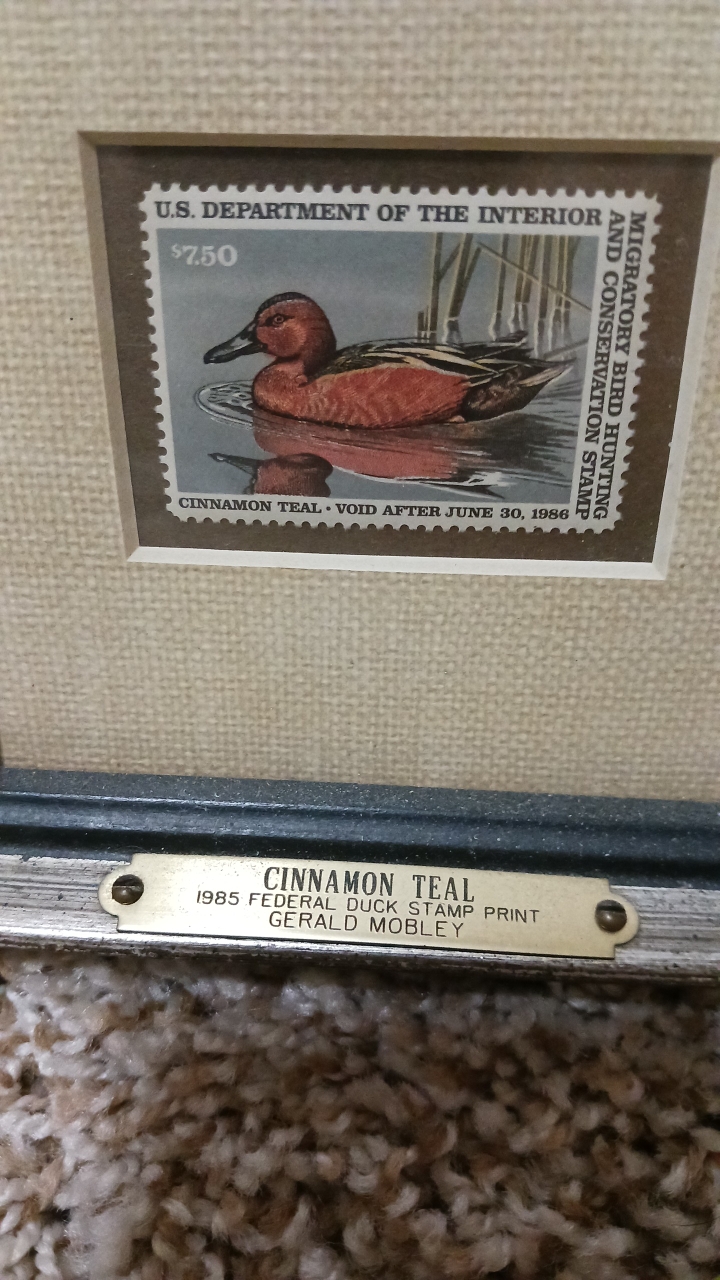 U.S. DEPARTMENT OF THE INTERIOR
MIGRATORY BIRD HUNTING
AND CONSERVATION STAMP
$7.50
CINNAMON TEAL • VOID AFTER JUNE 30, 1986
CINNAMON TEAL
1985 FEDERAL DUCK STAMP PRINT
GERALD MOBLEY